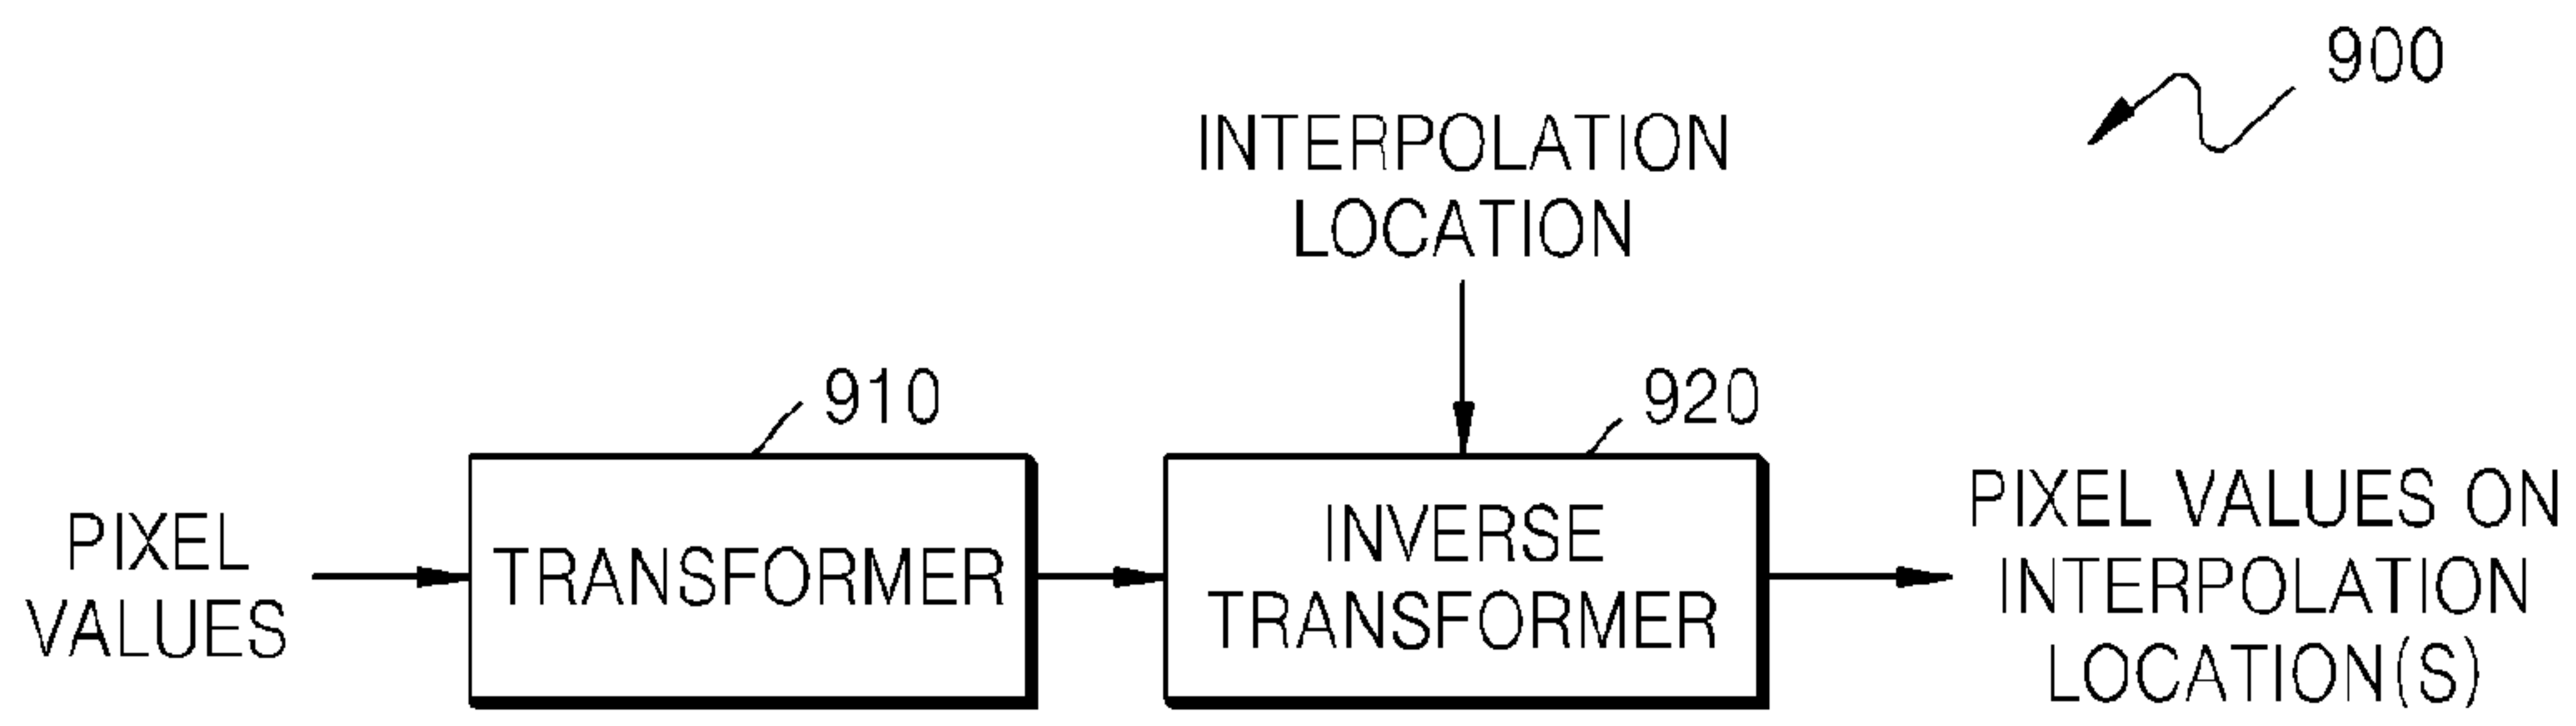 900
INTERPOLATION
LOCATION
910
920
PIXEL
VALUES
TRANSFORMER
INVERSE
TRANSFORMER
PIXEL VALUES ON
INTERPOLATION
LOCATION(S)